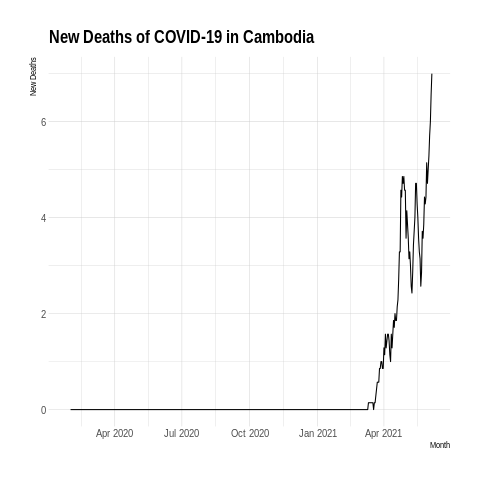 New Deaths of COVID-19 in Cambodia
New Deaths
6
4
2
0
Apr 2020 Jul 2020 Oct 2020 Jan 2021 Apr 2021
Month